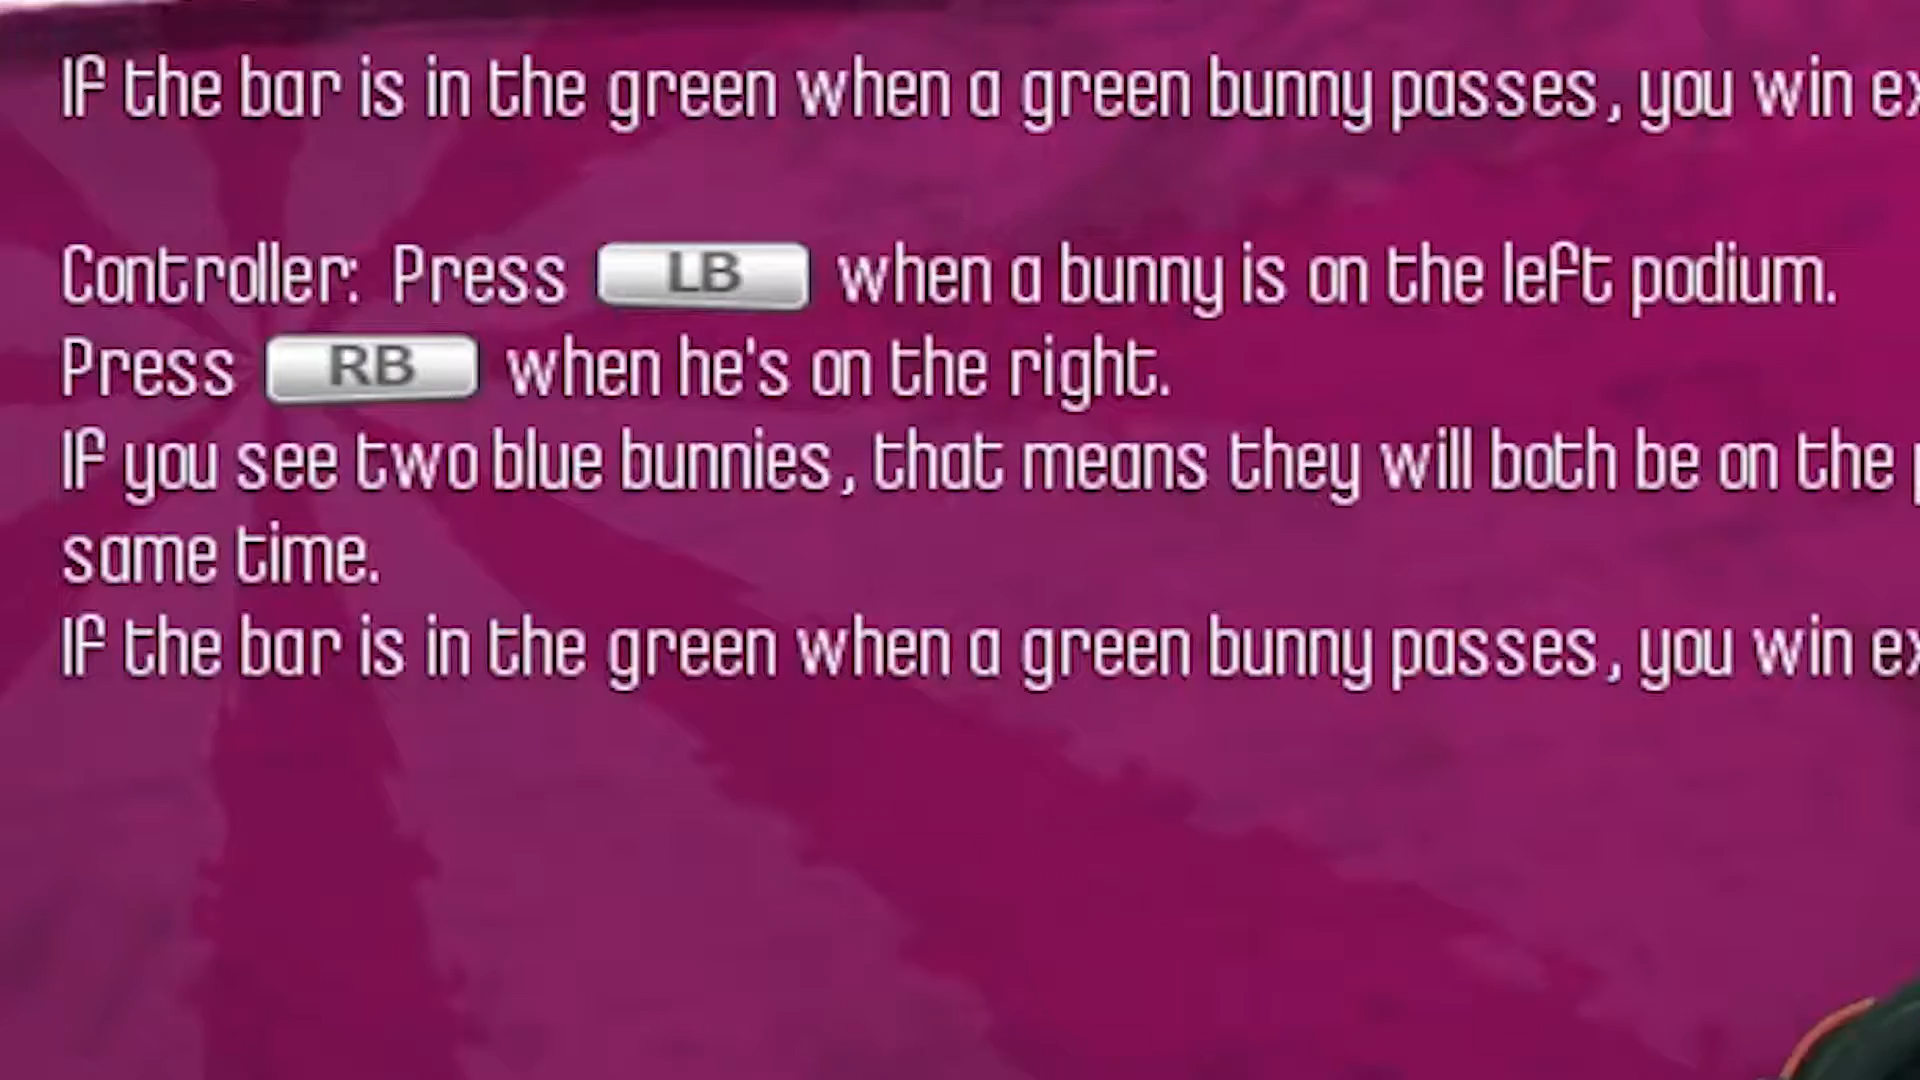 If the bar is in the green when a green bunny passes, you win
Controller: Press LB when a bunny is on the left podium.
Press RB when he's on the right.
If you see two blue bunnies, that means they will both be on the
same time.
If the bar is in the green when a green bunny passes, you win